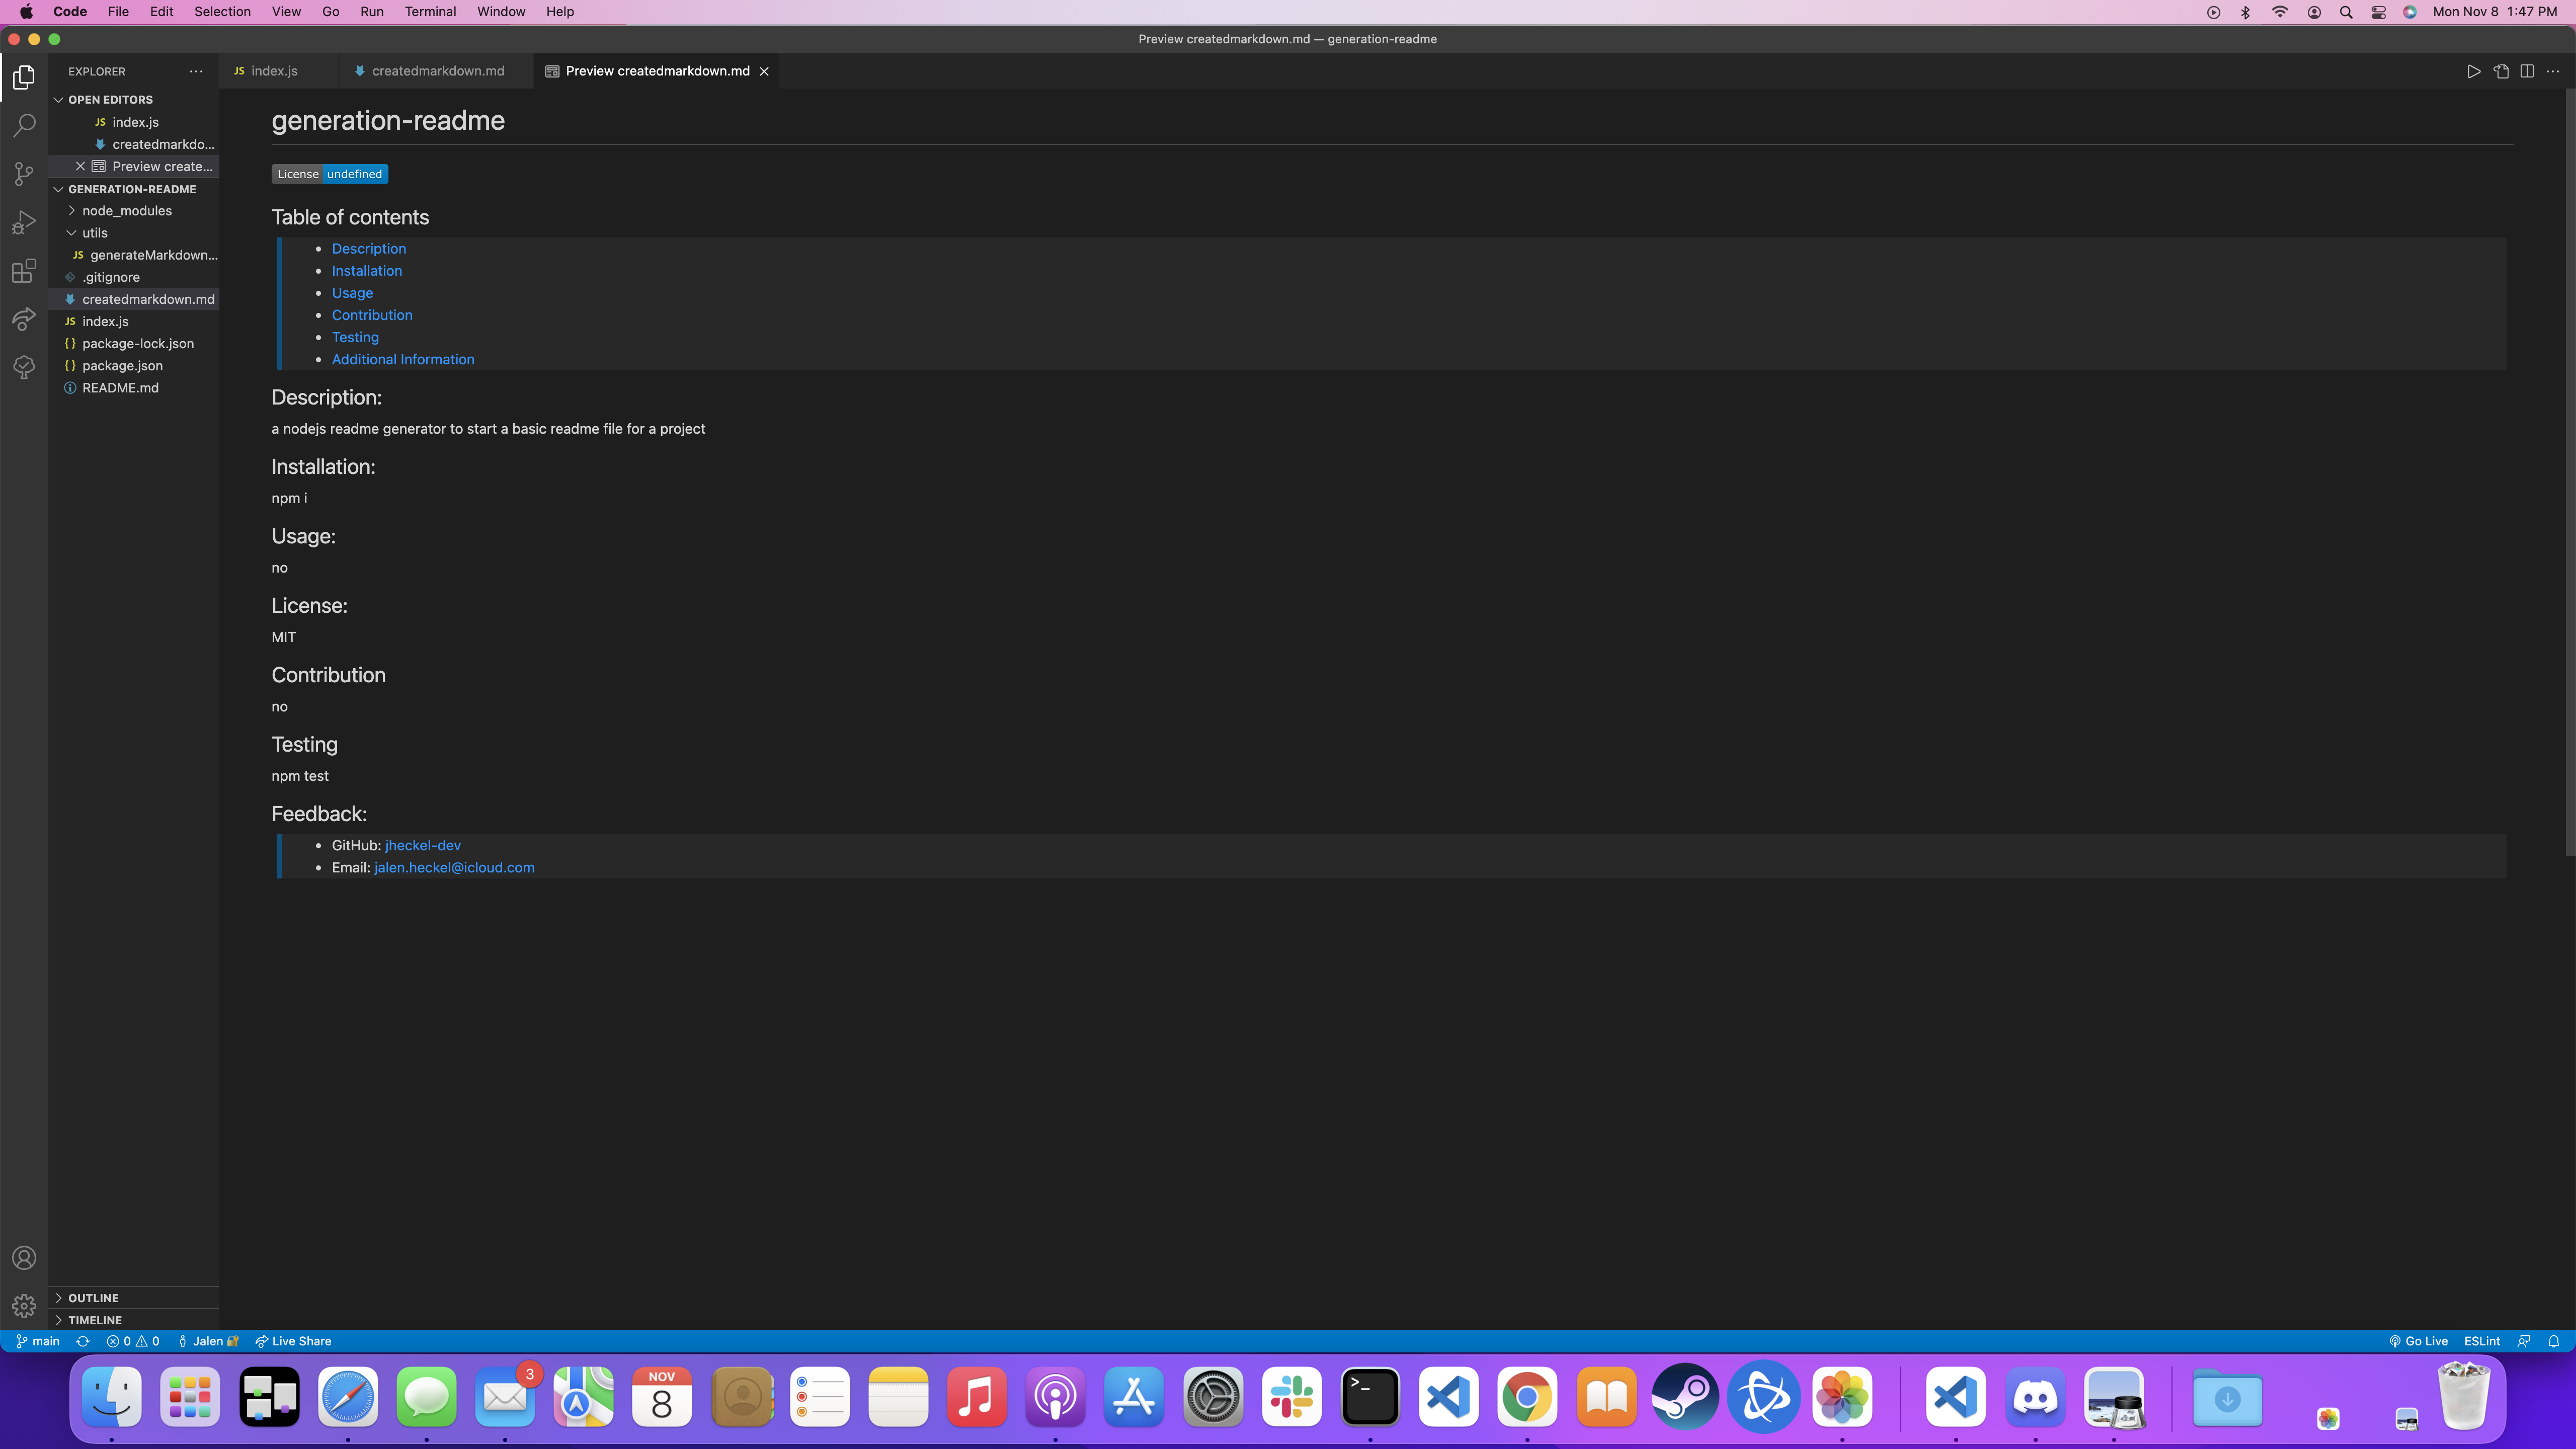 Code File Edit Selection View Go Run Terminal Window Help Mon Nov 8 1:47 PM
Preview createdmarkdown.md — generation-readme
EXPLORER
JS index.js createdmarkdown.md Preview createdmarkdown.md
OPEN EDITORS
JS index.js
createdmarkdo...
Preview create...
GENERATION-README
node_modules
utils
JS generateMarkdown...
.gitignore
createdmarkdown.md
JS index.js
{} package-lock.json
{} package.json
README.md
OUTLINE
TIMELINE
generation-readme
License undefined
Table of contents
• Description
• Installation
• Usage
• Contribution
• Testing
• Additional Information
Description:
a nodejs readme generator to start a basic readme file for a project
Installation:
npm i
Usage:
no
License:
MIT
Contribution
no
Testing
npm test
Feedback:
• GitHub: jheckel-dev
• Email: jalen.heckel@icloud.com
main 0 0 Jalen Live Share Go Live ESLint
3
NOV
8
>_